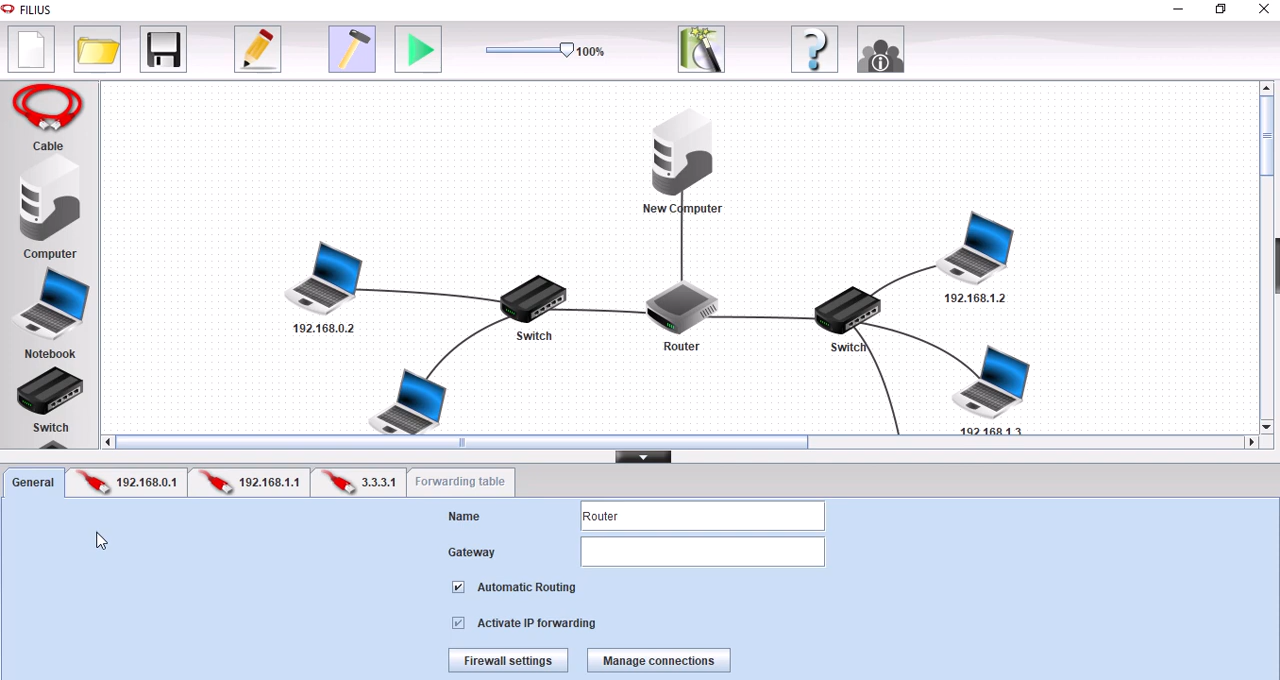 FILIUS
100%
Cable
Computer
Notebook
Switch
New Computer
192.168.0.2
Switch
Router
Switch
192.168.1.2
192.168.1.3
General
192.168.0.1
192.168.1.1
3.3.3.1
Forwarding table
Name
Router
Gateway
Automatic Routing
Activate IP forwarding
Firewall settings
Manage connections